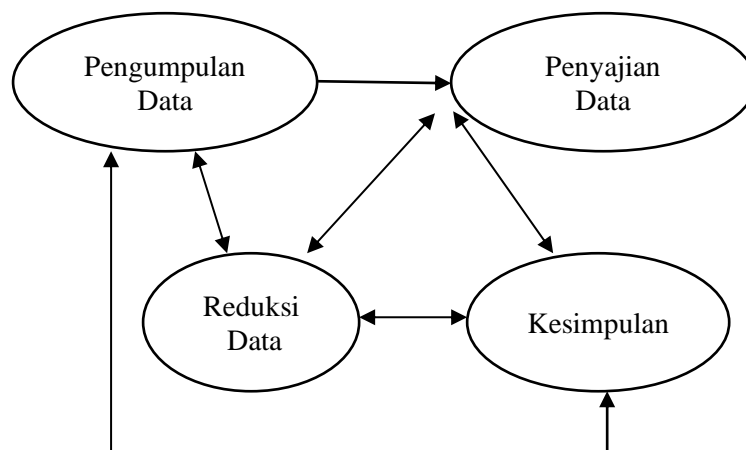 Pengumpulan
Data
Penyajian
Data
Reduksi
Data
Kesimpulan